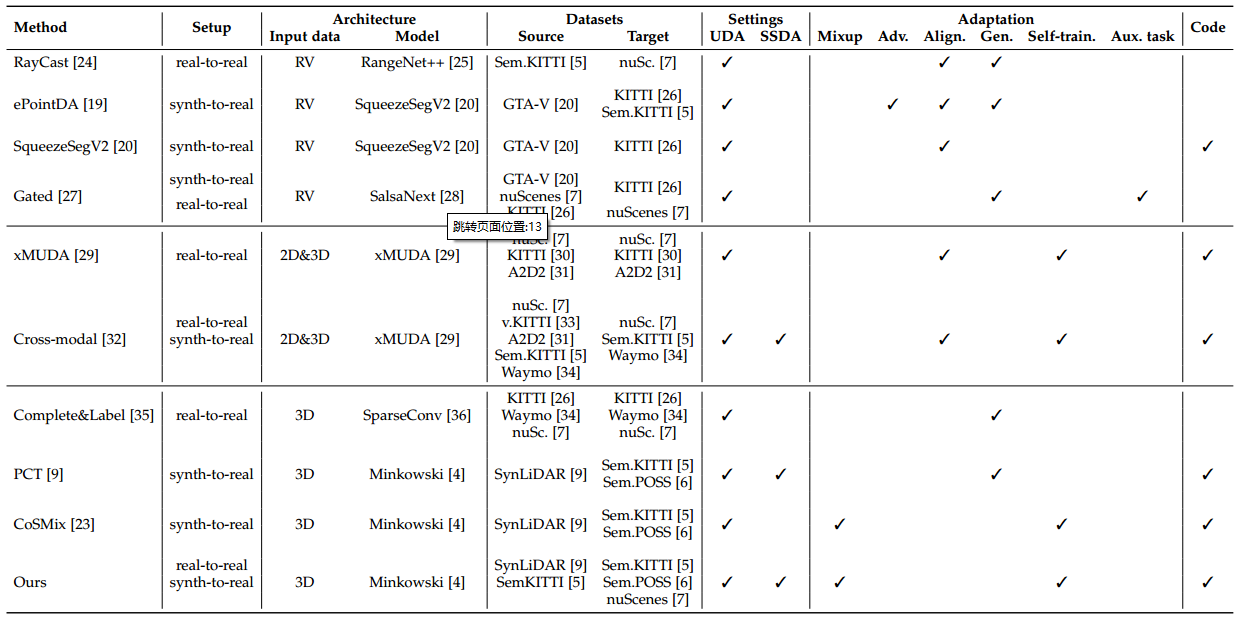 Method Setup Architecture Datasets Settings Adaptation Code
Input data Model Source Target UDA SSDA Mixup Adv. Align. Gen. Self-train. Aux. task
RayCast [24] real-to-real RV RangeNet++ [25] Sem.KITTI [5] nuSc. [7] ✓ ✓ ✓
ePointDA [19] synth-to-real RV SqueezeSegV2 [20] GTA-V [20] KITTI [26] ✓ ✓ ✓ ✓
Sem.KITTI [5]
SqueezeSegV2 [20] synth-to-real RV SqueezeSegV2 [20] GTA-V [20] KITTI [26] ✓ ✓ ✓
synth-to-real GTA-V [20] KITTI [26]
Gated [27] RV SalsaNext [28] nuScenes [7] ✓ ✓ ✓
real-to-real KITTI [26] nuScenes [7]
跳转页面位置:13
nuSc. [7] nuSc. [7]
xMUDA [29] real-to-real 2D&3D xMUDA [29] KITTI [30] KITTI [30] ✓ ✓ ✓ ✓
A2D2 [31] A2D2 [31]
nuSc. [7]
real-to-real v.KITTI [33] nuSc. [7]
Cross-modal [32] synth-to-real 2D&3D xMUDA [29] A2D2 [31] Sem.KITTI [5] ✓ ✓ ✓ ✓ ✓
Sem.KITTI [5] Waymo [34]
Waymo [34]
KITTI [26] KITTI [26]
Complete&Label [35] real-to-real 3D SparseConv [36] Waymo [34] Waymo [34] ✓ ✓
nuSc. [7] nuSc. [7]
PCT [9] synth-to-real 3D Minkowski [4] SynLiDAR [9] Sem.KITTI [5] ✓ ✓ ✓ ✓
Sem.POSS [6]
CoSMix [23] synth-to-real 3D Minkowski [4] SynLiDAR [9] Sem.KITTI [5] ✓ ✓ ✓ ✓
Sem.POSS [6]
real-to-real SynLiDAR [9] Sem.KITTI [5]
Ours synth-to-real 3D Minkowski [4] SemKITTI [5] Sem.POSS [6] ✓ ✓ ✓ ✓ ✓
nuScenes [7]